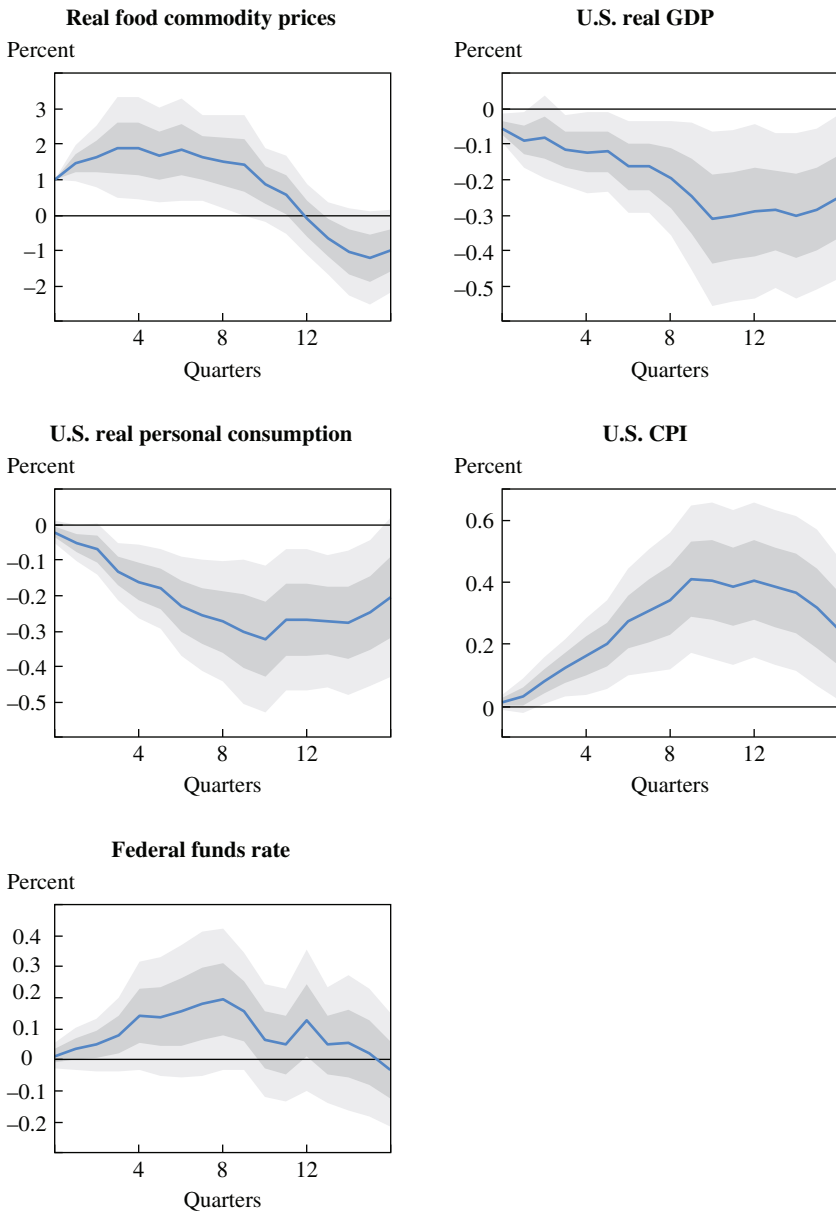 Real food commodity prices
Percent
3
2
1
0
–1
–2
4 8 12
Quarters
U.S. real GDP
Percent
0
–0.1
–0.2
–0.3
–0.4
–0.5
4 8 12
Quarters
U.S. real personal consumption
Percent
0
–0.1
–0.2
–0.3
–0.4
–0.5
4 8 12
Quarters
U.S. CPI
Percent
0.6
0.4
0.2
0
4 8 12
Quarters
Federal funds rate
Percent
0.4
0.3
0.2
0.1
0
–0.1
–0.2
4 8 12
Quarters